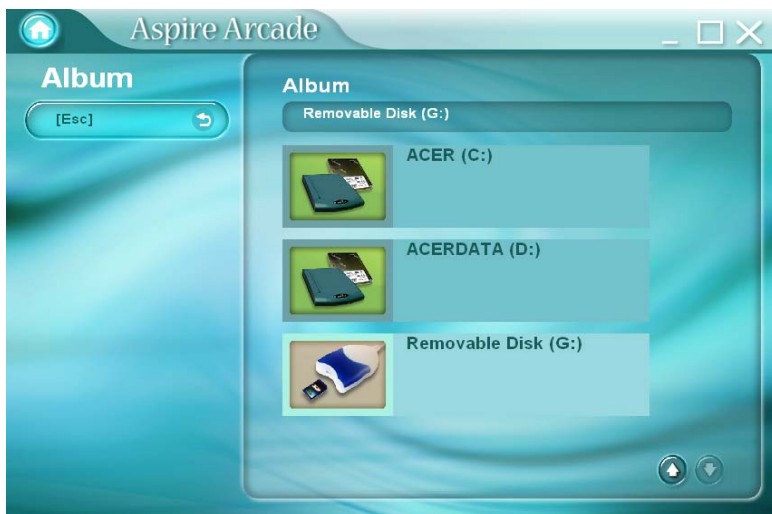 Aspire Arcade
Album
[Esc]
Album
Removable Disk (G:)
ACER (C:)
ACERDATA (D:)
Removable Disk (G:)